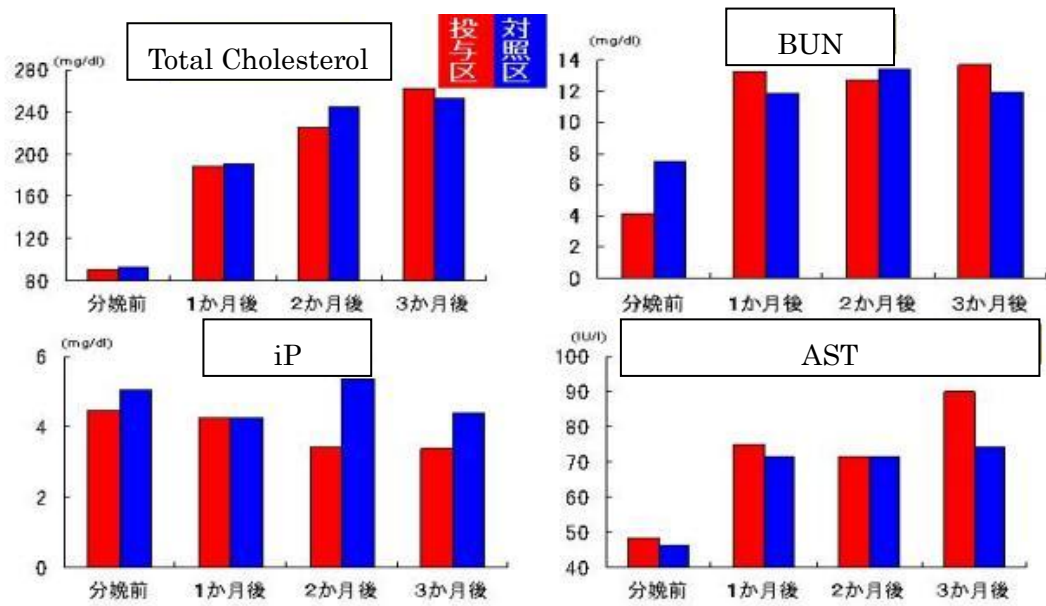 Total Cholesterol
(mg/dl)
280
240
200
160
120
80
分娩前 1か月後 2か月後 3か月後
投与区
対照区
BUN
(mg/dl)
14
12
10
8
6
4
2
0
分娩前 1か月後 2か月後 3か月後
iP
(mg/dl)
6
4
2
0
分娩前 1か月後 2か月後 3か月後
AST
(IU/l)
100
90
80
70
60
50
40
分娩前 1か月後 2か月後 3か月後